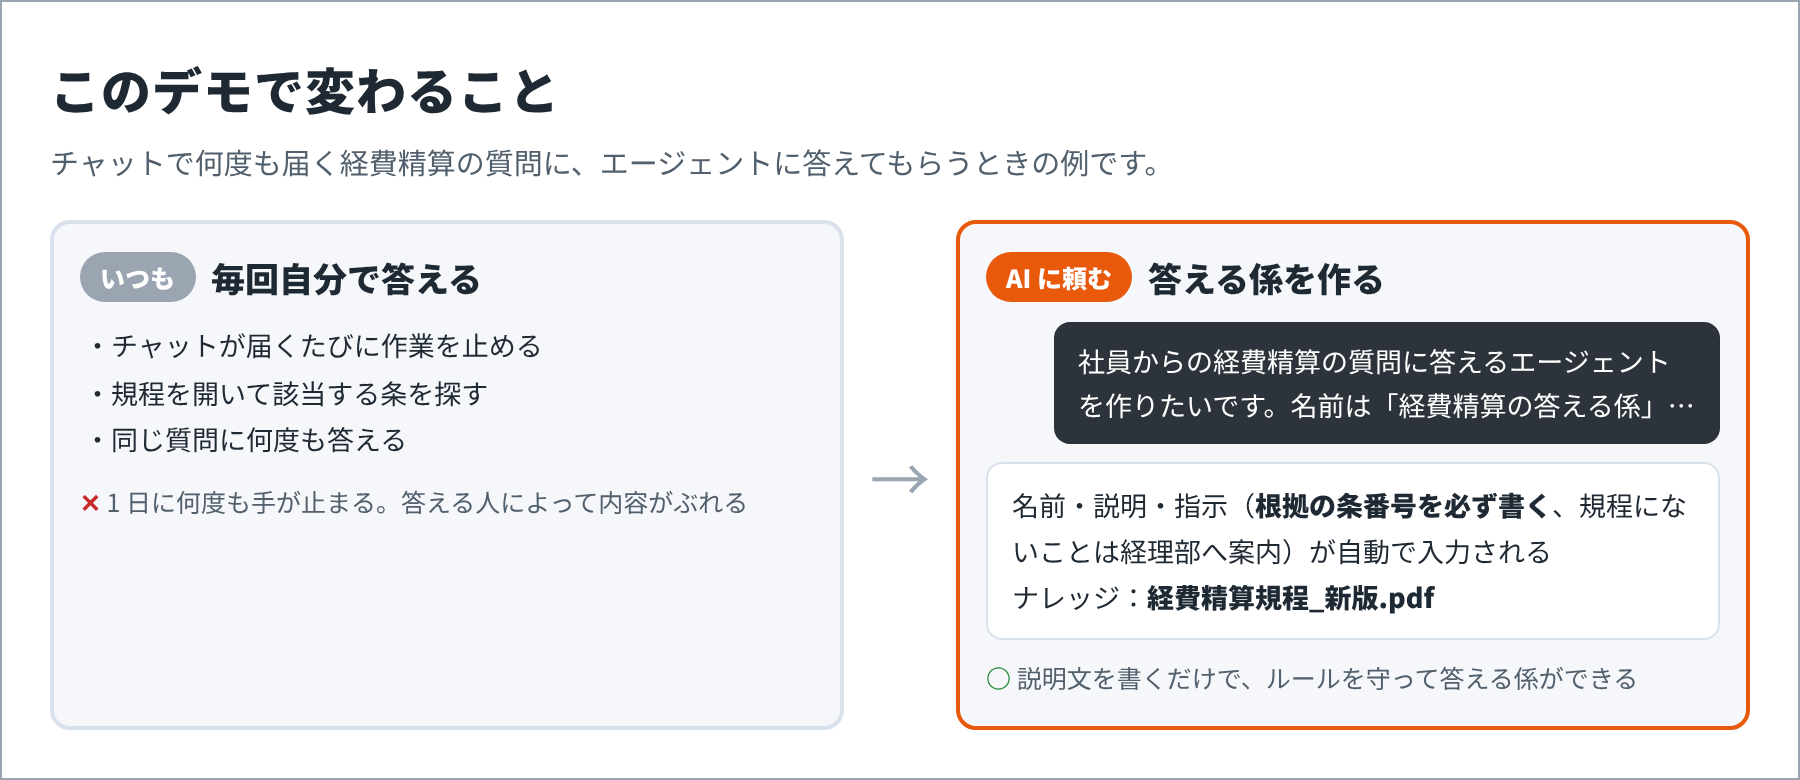 このデモで変わること
チャットで何度も届く経費精算の質問に、エージェントに答えてもらうときの例です。
いつも 毎回自分で答える
・チャットが届くたびに作業を止める
・規程を開いて該当する条を探す
・同じ質問に何度も答える
× 1 日に何度も手が止まる。答える人によって内容がぶれる
→
AI に頼む 答える係を作る
社員からの経費精算の質問に答えるエージェント
を作りたいです。名前は「経費精算の答える係」…
名前・説明・指示（根拠の条番号を必ず書く、規程にな
いことは経理部へ案内）が自動で入力される
ナレッジ：経費精算規程_新版.pdf
○ 説明文を書くだけで、ルールを守って答える係ができる